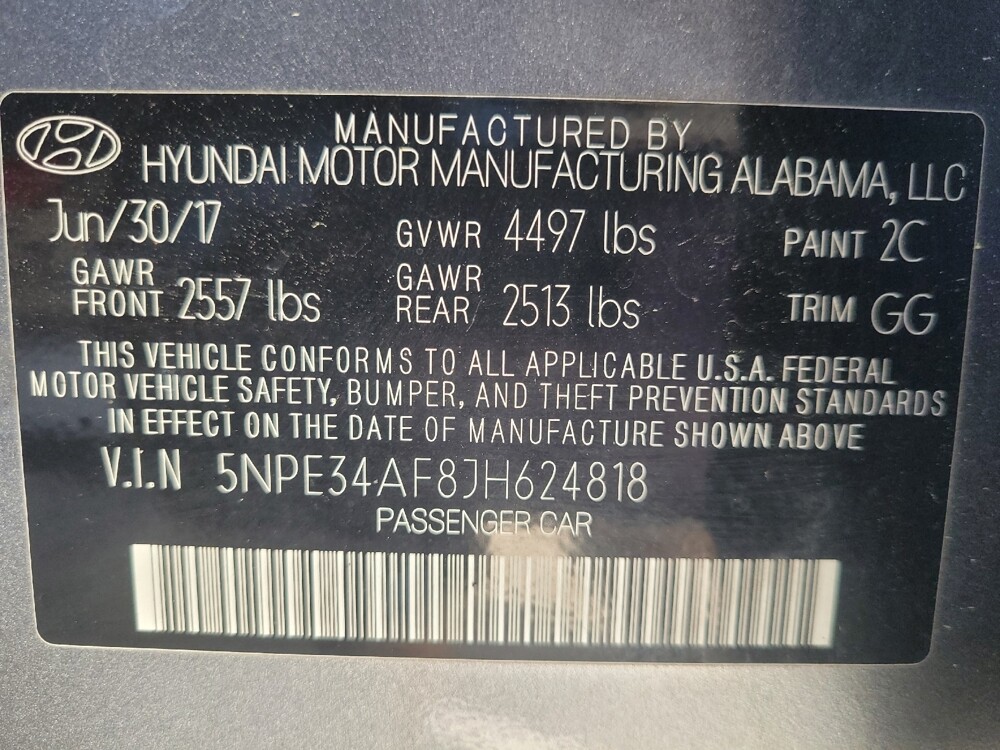 MANUFACTURED BY
HYUNDAI MOTOR MANUFACTURING ALABAMA, LLC
Jun/30/17 GVWR 4497 lbs PAINT 2C
GAWR FRONT 2557 lbs GAWR REAR 2513 lbs TRIM GG
THIS VEHICLE CONFORMS TO ALL APPLICABLE U.S.A. FEDERAL
MOTOR VEHICLE SAFETY, BUMPER, AND THEFT PREVENTION STANDARDS
IN EFFECT ON THE DATE OF MANUFACTURE SHOWN ABOVE
V.I.N 5NPE34AF8JH624818
PASSENGER CAR